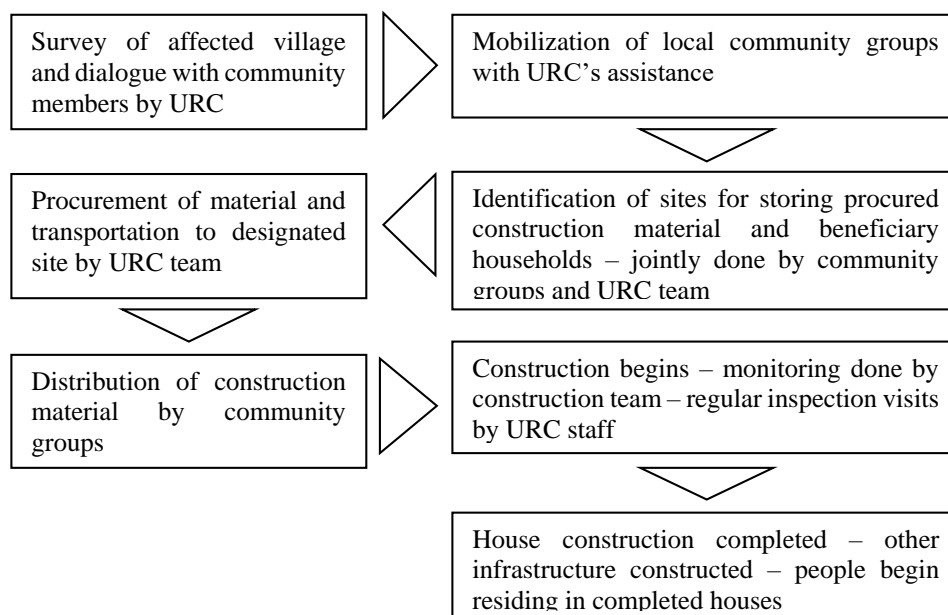 Survey of affected village
and dialogue with community
members by URC
Mobilization of local community groups
with URC’s assistance
Identification of sites for storing procured
construction material and beneficiary
households – jointly done by community
groups and URC team
Procurement of material and
transportation to designated
site by URC team
Distribution of construction
material by community
groups
Construction begins – monitoring done by
construction team – regular inspection visits
by URC staff
House construction completed – other
infrastructure constructed – people begin
residing in completed houses